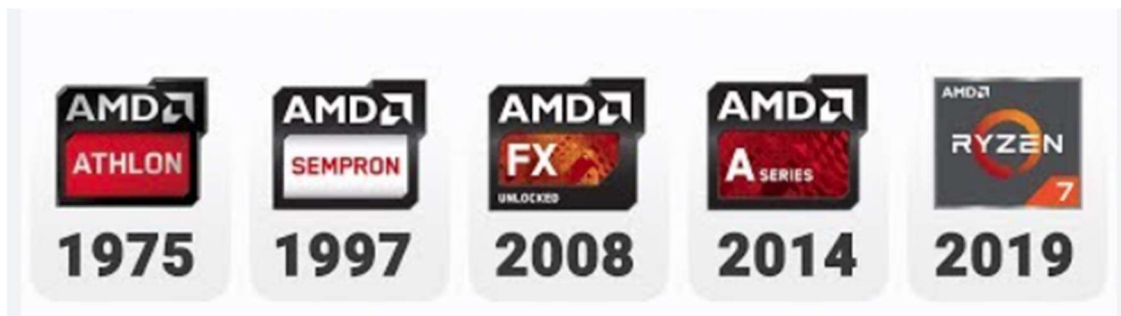 AMD
ATHLON
1975
AMD
SEMPRON
1997
AMD
FX
UNLOCKED
2008
AMD
A SERIES
2014
AMD
RYZEN
7
2019